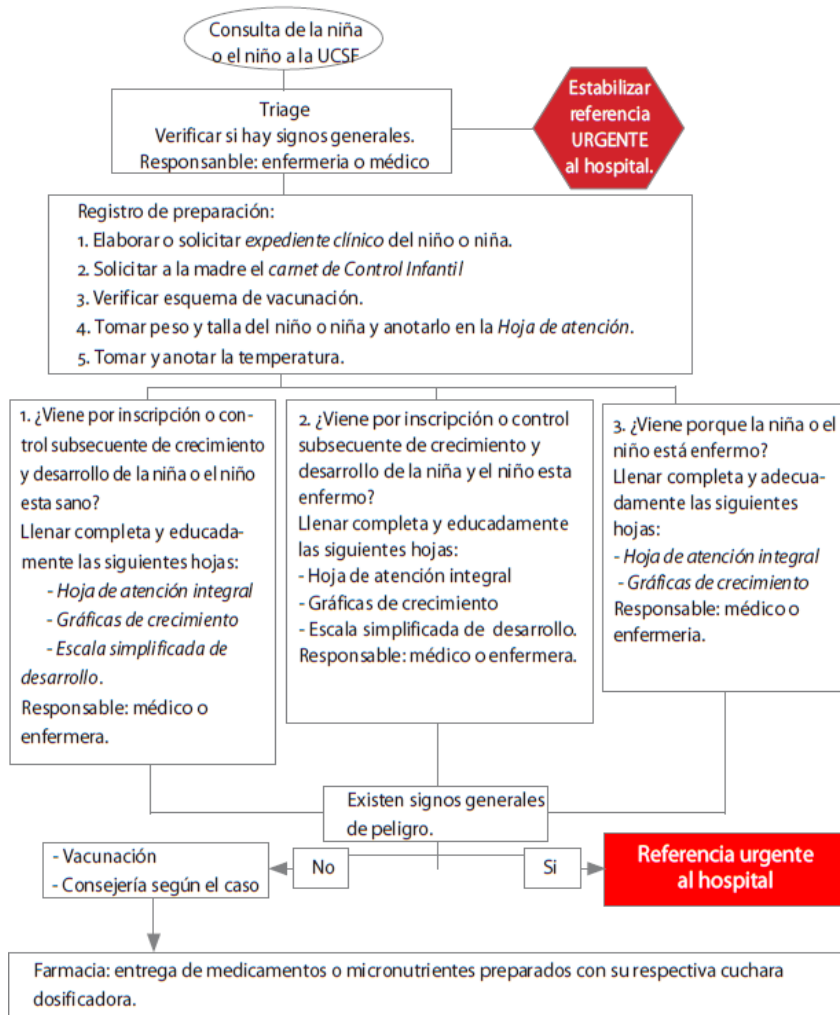 Consulta de la niña
o el niño a la UCSF
Triage
Verificar si hay signos generales.
Responsanble: enfermeria o médico
Estabilizar
referencia
URGENTE
al hospital.
Registro de preparación:
1. Elaborar o solicitar expediente clínico del niño o niña.
2. Solicitar a la madre el carnet de Control Infantil
3. Verificar esquema de vacunación.
4. Tomar peso y talla del niño o niña y anotarlo en la Hoja de atención.
5. Tomar y anotar la temperatura.
1. ¿Viene por inscripción o con-
trol subsecuente de crecimiento
y desarrollo de la niña o el niño
esta sano?
Llenar completa y educada-
mente las siguientes hojas:
- Hoja de atención integral
- Gráficas de crecimiento
- Escala simplificada de
desarrollo.
Responsable: médico o
enfermera.
2. ¿Viene por inscripción o control
subsecuente de crecimiento y
desarrollo de la niña y el niño esta
enfermo?
Llenar completa y educadamente
las siguientes hojas:
- Hoja de atención integral
- Gráficas de crecimiento
- Escala simplificada de desarrollo.
Responsable: médico o enfermera.
3. ¿Viene porque la niña o el
niño está enfermo?
Llenar completa y adecua-
damente las siguientes
hojas:
- Hoja de atención integral
- Gráficas de crecimiento
Responsable: médico o
enfermeria.
Existen signos generales
de peligro.
- Vacunación
- Consejería según el caso
No
Si
Referencia urgente
al hospital
Farmacia: entrega de medicamentos o micronutrientes preparados con su respectiva cuchara
dosificadora.